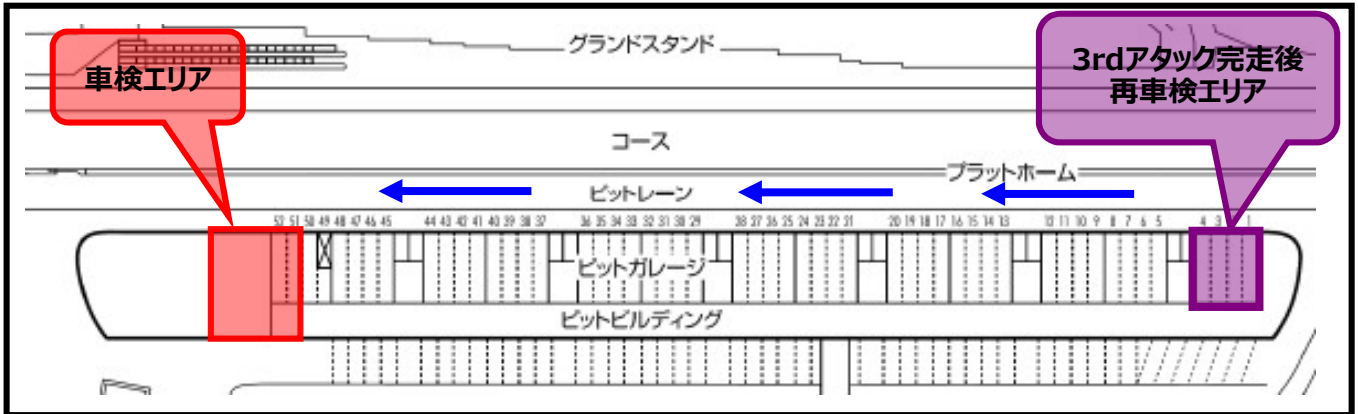 グランドスタンド
車検エリア
3rdアタック完走後
再車検エリア
コース
プラットホーム
ピットレーン
52 51 50 49 48 47 46 45 44 43 42 41 40 39 38 37 36 35 34 33 32 31 30 29 28 27 26 25 24 23 22 21 20 19 18 17 16 15 14 13 12 11 10 9 8 7 6 5 4 3 1
ピットガレージ
ピットビルディング